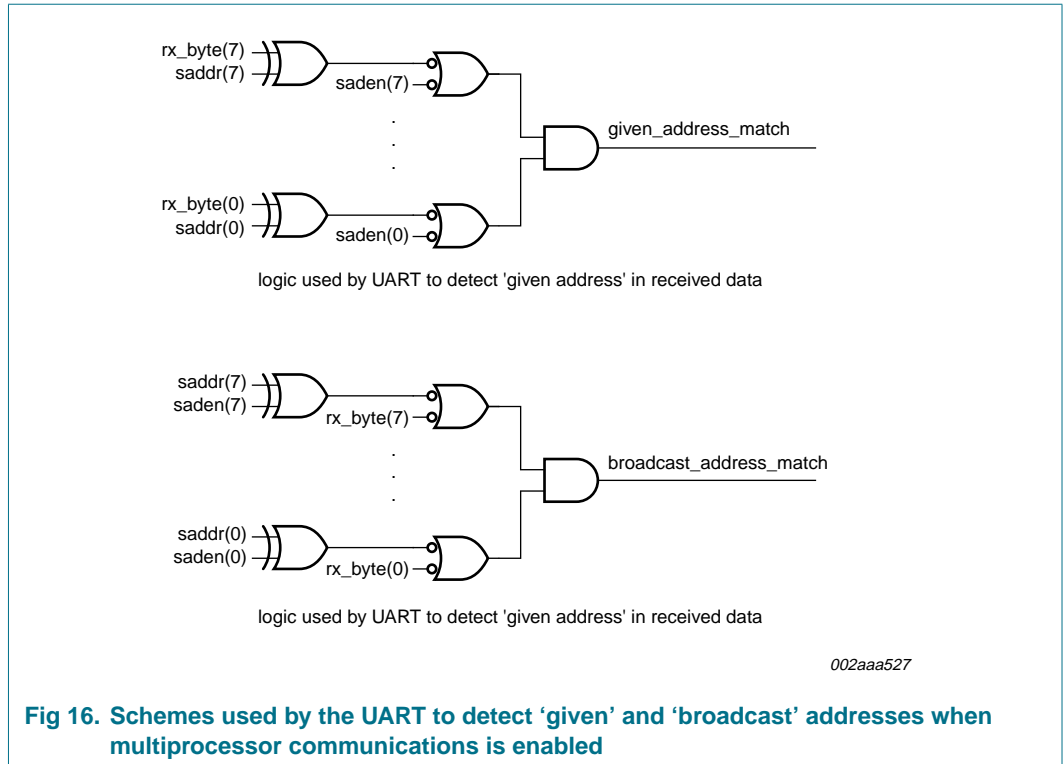 rx_byte(7)
saddr(7)
saden(7)
given_address_match
rx_byte(0)
saddr(0)
saden(0)
logic used by UART to detect 'given address' in received data
saddr(7)
saden(7)
rx_byte(7)
broadcast_address_match
saddr(0)
saden(0)
rx_byte(0)
logic used by UART to detect 'given address' in received data
002aaa527
Fig 16. Schemes used by the UART to detect ‘given’ and ‘broadcast’ addresses when
multiprocessor communications is enabled